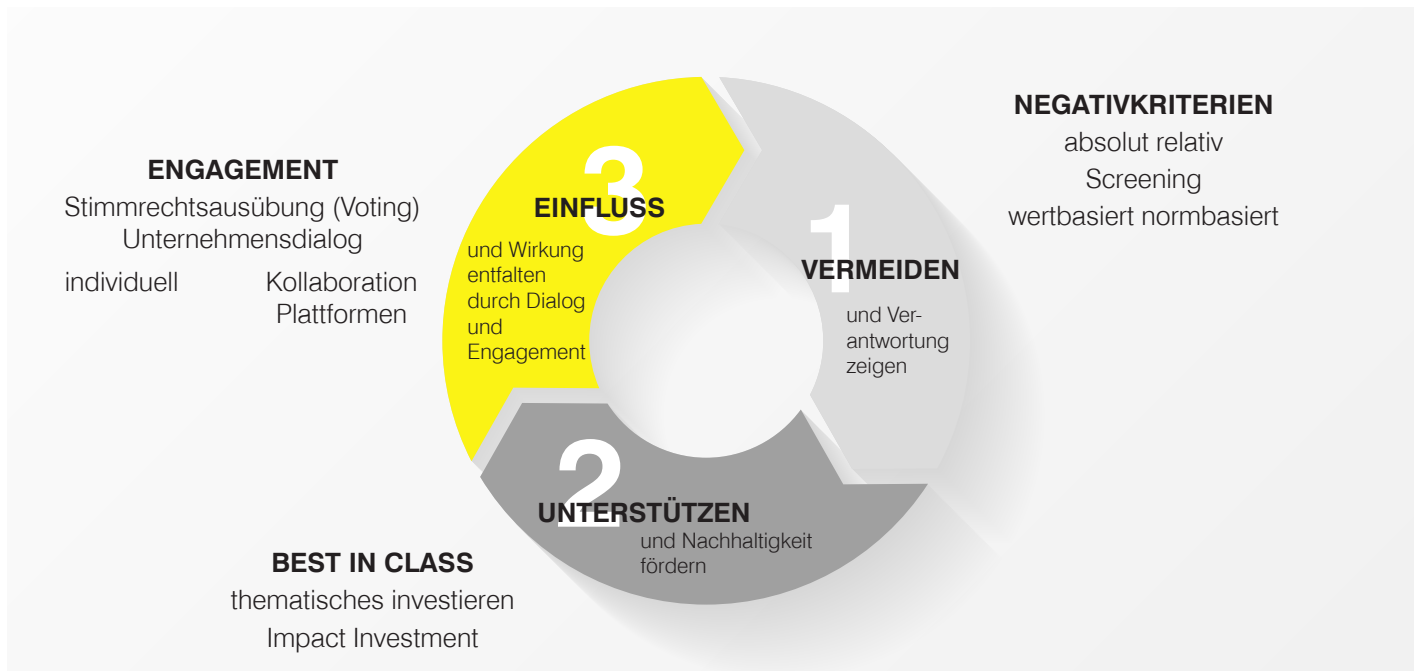 NEGATIVKRITERIEN
absolut relativ
Screening
wertbasiert normbasiert
1
VERMEIDEN
und Ver-
antwortung
zeigen
2
UNTERSTÜTZEN
und Nachhaltigkeit
fördern
BEST IN CLASS
thematisches investieren
Impact Investment
3
EINFLUSS
und Wirkung
entfalten
durch Dialog
und
Engagement
ENGAGEMENT
Stimmrechtsausübung (Voting)
Unternehmensdialog
individuell
Kollaboration
Plattformen